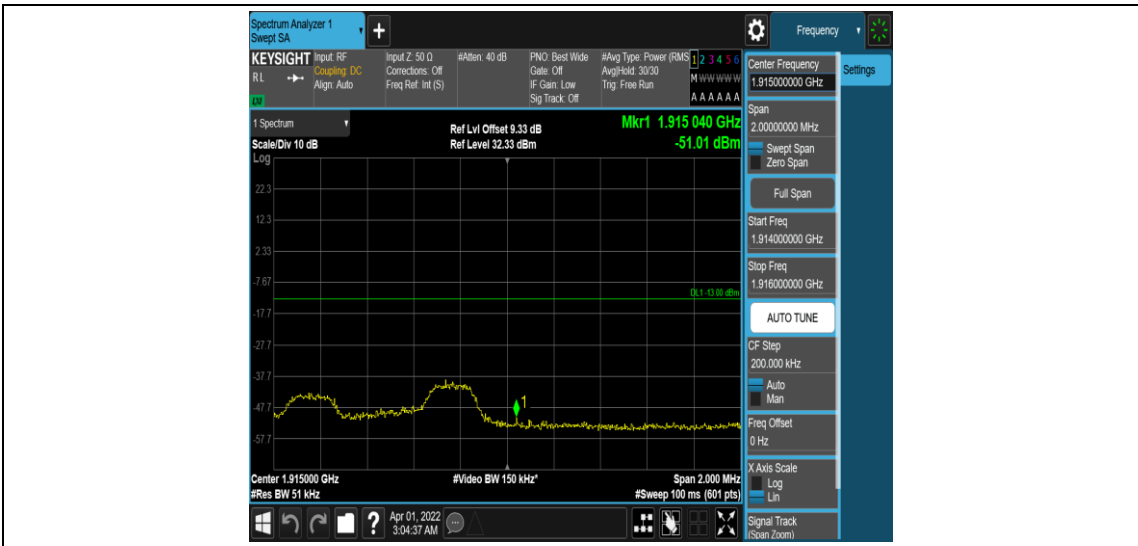 Spectrum Analyzer 1
Swept SA
+
Frequency
KEYSIGHT
RL
LXI
Input: RF
Coupling: DC
Align: Auto
Input Z: 50 Ω
Corrections: Off
Freq Ref: Int (S)
#Atten: 40 dB
PNO: Best Wide
Gate: Off
IF Gain: Low
Sig Track: Off
#Avg Type: Power (RMS
Avg|Hold: 30/30
Trig: Free Run
1 2 3 4 5 6
M W W W W W
A A A A A A
1 Spectrum
Scale/Div 10 dB
Log
Ref Lvl Offset 9.33 dB
Ref Level 32.33 dBm
Mkr1 1.915 040 GHz
-51.01 dBm
22.3
12.3
2.33
-7.67
DL1 -13.00 dBm
-17.7
-27.7
-37.7
-47.7
1
-57.7
Center 1.915000 GHz
#Res BW 51 kHz
#Video BW 150 kHz*
Span 2.000 MHz
#Sweep 100 ms (601 pts)
Apr 01, 2022
3:04:37 AM
?
Center Frequency
1.915000000 GHz
Settings
Span
2.00000000 MHz
Swept Span
Zero Span
Full Span
Start Freq
1.914000000 GHz
Stop Freq
1.916000000 GHz
AUTO TUNE
CF Step
200.000 kHz
Auto
Man
Freq Offset
0 Hz
X Axis Scale
Log
Lin
Signal Track
(Span Zoom)